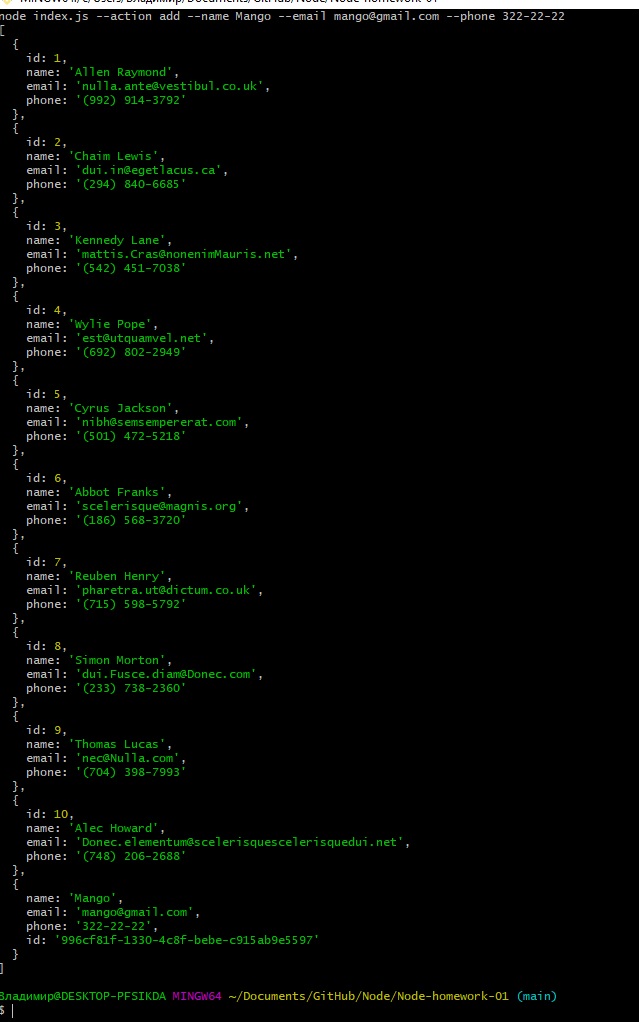 MINGW64:/c/Users/Владимир/Documents/GitHub/Node/Node-homework-01
node index.js --action add --name Mango --email mango@gmail.com --phone 322-22-22
[
  {
    id: 1,
    name: 'Allen Raymond',
    email: 'nulla.ante@vestibul.co.uk',
    phone: '(992) 914-3792'
  },
  {
    id: 2,
    name: 'Chaim Lewis',
    email: 'dui.in@egetlacus.ca',
    phone: '(294) 840-6685'
  },
  {
    id: 3,
    name: 'Kennedy Lane',
    email: 'mattis.Cras@nonenimMauris.net',
    phone: '(542) 451-7038'
  },
  {
    id: 4,
    name: 'Wylie Pope',
    email: 'est@utquamvel.net',
    phone: '(692) 802-2949'
  },
  {
    id: 5,
    name: 'Cyrus Jackson',
    email: 'nibh@semsempererat.com',
    phone: '(501) 472-5218'
  },
  {
    id: 6,
    name: 'Abbot Franks',
    email: 'scelerisque@magnis.org',
    phone: '(186) 568-3720'
  },
  {
    id: 7,
    name: 'Reuben Henry',
    email: 'pharetra.ut@dictum.co.uk',
    phone: '(715) 598-5792'
  },
  {
    id: 8,
    name: 'Simon Morton',
    email: 'dui.Fusce.diam@Donec.com',
    phone: '(233) 738-2360'
  },
  {
    id: 9,
    name: 'Thomas Lucas',
    email: 'nec@Nulla.com',
    phone: '(704) 398-7993'
  },
  {
    id: 10,
    name: 'Alec Howard',
    email: 'Donec.elementum@scelerisquescelerisquedui.net',
    phone: '(748) 206-2688'
  },
  {
    name: 'Mango',
    email: 'mango@gmail.com',
    phone: '322-22-22',
    id: '996cf81f-1330-4c8f-bebe-c915ab9e5597'
  }
]
Владимир@DESKTOP-PFSIKDA MINGW64 ~/Documents/GitHub/Node/Node-homework-01 (main)
$